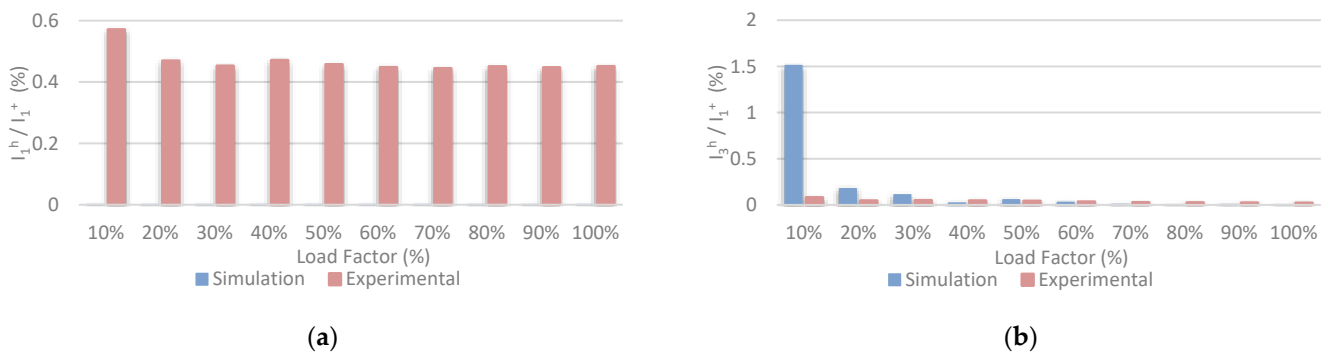 0.6
0.4
0.2
0
I₁ʰ / I₁⁺ (%)
10% 20% 30% 40% 50% 60% 70% 80% 90% 100%
Load Factor (%)
Simulation Experimental
(a)
2
1.5
1
0.5
0
I₃ʰ / I₁⁺ (%)
10% 20% 30% 40% 50% 60% 70% 80% 90% 100%
Load Factor (%)
Simulation Experimental
(b)